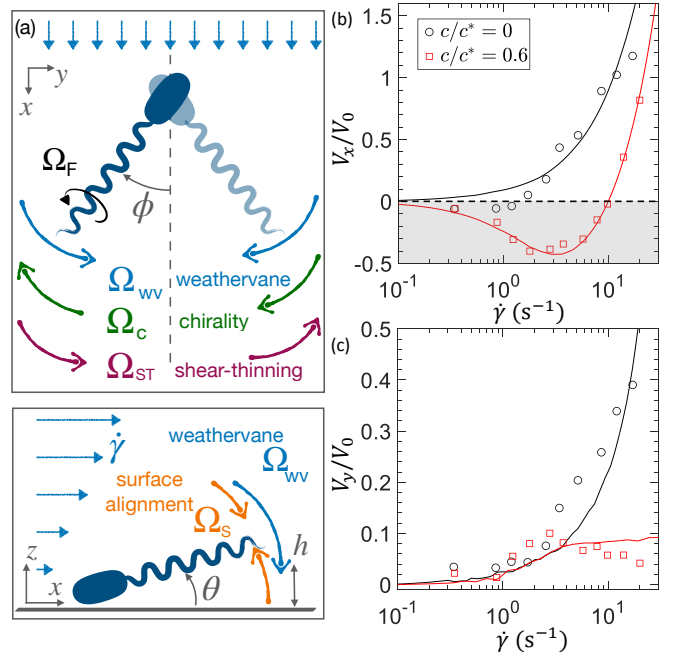 (a)
y
x
Ω_F
ϕ
Ω_wv weathervane
Ω_c chirality
Ω_ST shear-thinning
γ̇
weathervane
Ω_wv
surface
alignment
Ω_s
h
z
x
θ
(b)
c/c* = 0
c/c* = 0.6
V_x/V_0
1.5
1
0.5
0
-0.5
10^-1
10^0
10^1
γ̇ (s^-1)
(c)
V_y/V_0
0.5
0.4
0.3
0.2
0.1
0
10^-1
10^0
10^1
γ̇ (s^-1)